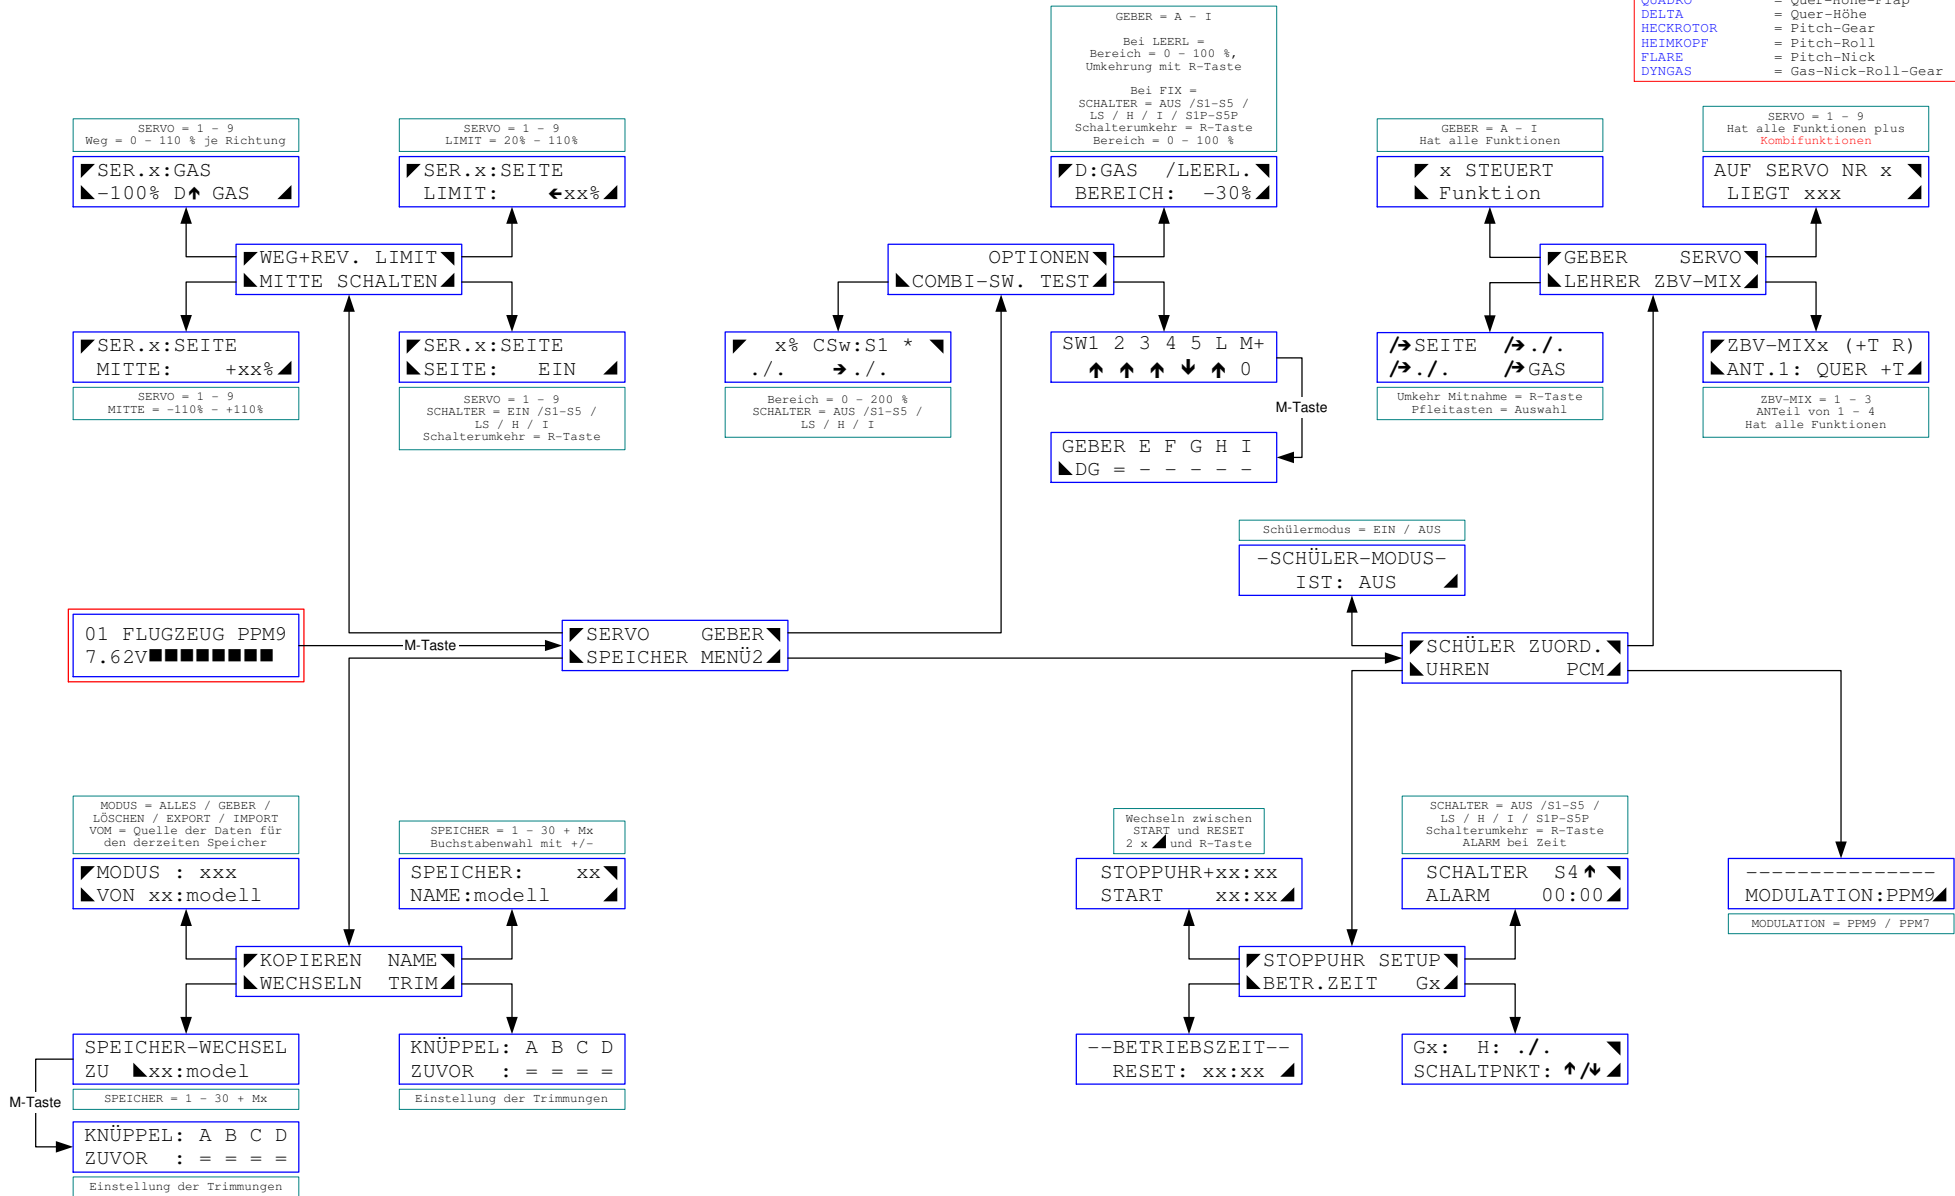 QUADRO = Quer-Höhe-Flap
DELTA = Quer-Höhe
HECKROTOR = Pitch-Gear
HEIMKOPF = Pitch-Roll
FLARE = Pitch-Nick
DYNGAS = Gas-Nick-Roll-Gear
GEBER = A - I
Bei LEERL =
Bereich = 0 - 100 %,
Umkehrung mit R-Taste
Bei FIX =
SCHALTER = AUS /S1-S5 /
LS / H / I / S1P-S5P
Schalterumkehr = R-Taste
Bereich = 0 - 100 %
◤D:GAS /LEERL.◥
BEREICH: -30%◢
SERVO = 1 - 9
Weg = 0 - 110 % je Richtung
◤SER.x:GAS
◣-100% D↑ GAS ◢
SERVO = 1 - 9
LIMIT = 20% - 110%
◤SER.x:SEITE
LIMIT: ←xx%◢
GEBER = A - I
Hat alle Funktionen
◤ x STEUERT
◣ Funktion
SERVO = 1 - 9
Hat alle Funktionen plus
Kombifunktionen
AUF SERVO NR x ◥
LIEGT xxx ◢
◤WEG+REV. LIMIT◥
◣MITTE SCHALTEN◢
OPTIONEN◥
◣COMBI-SW. TEST◢
◤GEBER SERVO◥
◣LEHRER ZBV-MIX◢
◤SER.x:SEITE
MITTE: +xx%◢
SERVO = 1 - 9
MITTE = -110% - +110%
◤SER.x:SEITE
◣SEITE: EIN ◢
SERVO = 1 - 9
SCHALTER = EIN /S1-S5 /
LS / H / I
Schalterumkehr = R-Taste
◤ x% CSw:S1 * ◥
./. →./.
Bereich = 0 - 200 %
SCHALTER = AUS /S1-S5 /
LS / H / I
SW1 2 3 4 5 L M+
↑ ↑ ↑ ↓ ↑ 0
M-Taste
GEBER E F G H I
◣DG = - - - - -
/→SEITE /→./.
/→./. /→GAS
Umkehr Mitnahme = R-Taste
Pfleitasten = Auswahl
◤ZBV-MIXx (+T R)
◣ANT.1: QUER +T◢
ZBV-MIX = 1 - 3
ANTeil von 1 - 4
Hat alle Funktionen
Schülermodus = EIN / AUS
-SCHÜLER-MODUS-
IST: AUS ◢
01 FLUGZEUG PPM9
7.62V■■■■■■■■
M-Taste
◤SERVO GEBER◥
◣SPEICHER MENÜ2◢
◤SCHÜLER ZUORD.◥
◣UHREN PCM◢
MODUS = ALLES / GEBER /
LÖSCHEN / EXPORT / IMPORT
VOM = Quelle der Daten für
den derzeiten Speicher
◤MODUS : xxx
◣VON xx:modell
SPEICHER = 1 - 30 + Mx
Buchstabenwahl mit +/-
SPEICHER: xx◥
NAME:modell ◢
Wechseln zwischen
START und RESET
2 x ◢ und R-Taste
STOPPUHR+xx:xx
START xx:xx◢
SCHALTER = AUS /S1-S5 /
LS / H / I / S1P-S5P
Schalterumkehr = R-Taste
ALARM bei Zeit
SCHALTER S4↑ ◥
ALARM 00:00◢
---------------
MODULATION:PPM9◢
MODULATION = PPM9 / PPM7
◤KOPIEREN NAME◥
◣WECHSELN TRIM◢
◤STOPPUHR SETUP◥
◣BETR.ZEIT Gx◢
SPEICHER-WECHSEL
ZU ◣xx:model
SPEICHER = 1 - 30 + Mx
M-Taste
KNÜPPEL: A B C D
ZUVOR : = = = =
Einstellung der Trimmungen
KNÜPPEL: A B C D
ZUVOR : = = = =
Einstellung der Trimmungen
--BETRIEBSZEIT--
RESET: xx:xx ◢
Gx: H: ./. ◥
SCHALTPNKT: ↑/↓◢